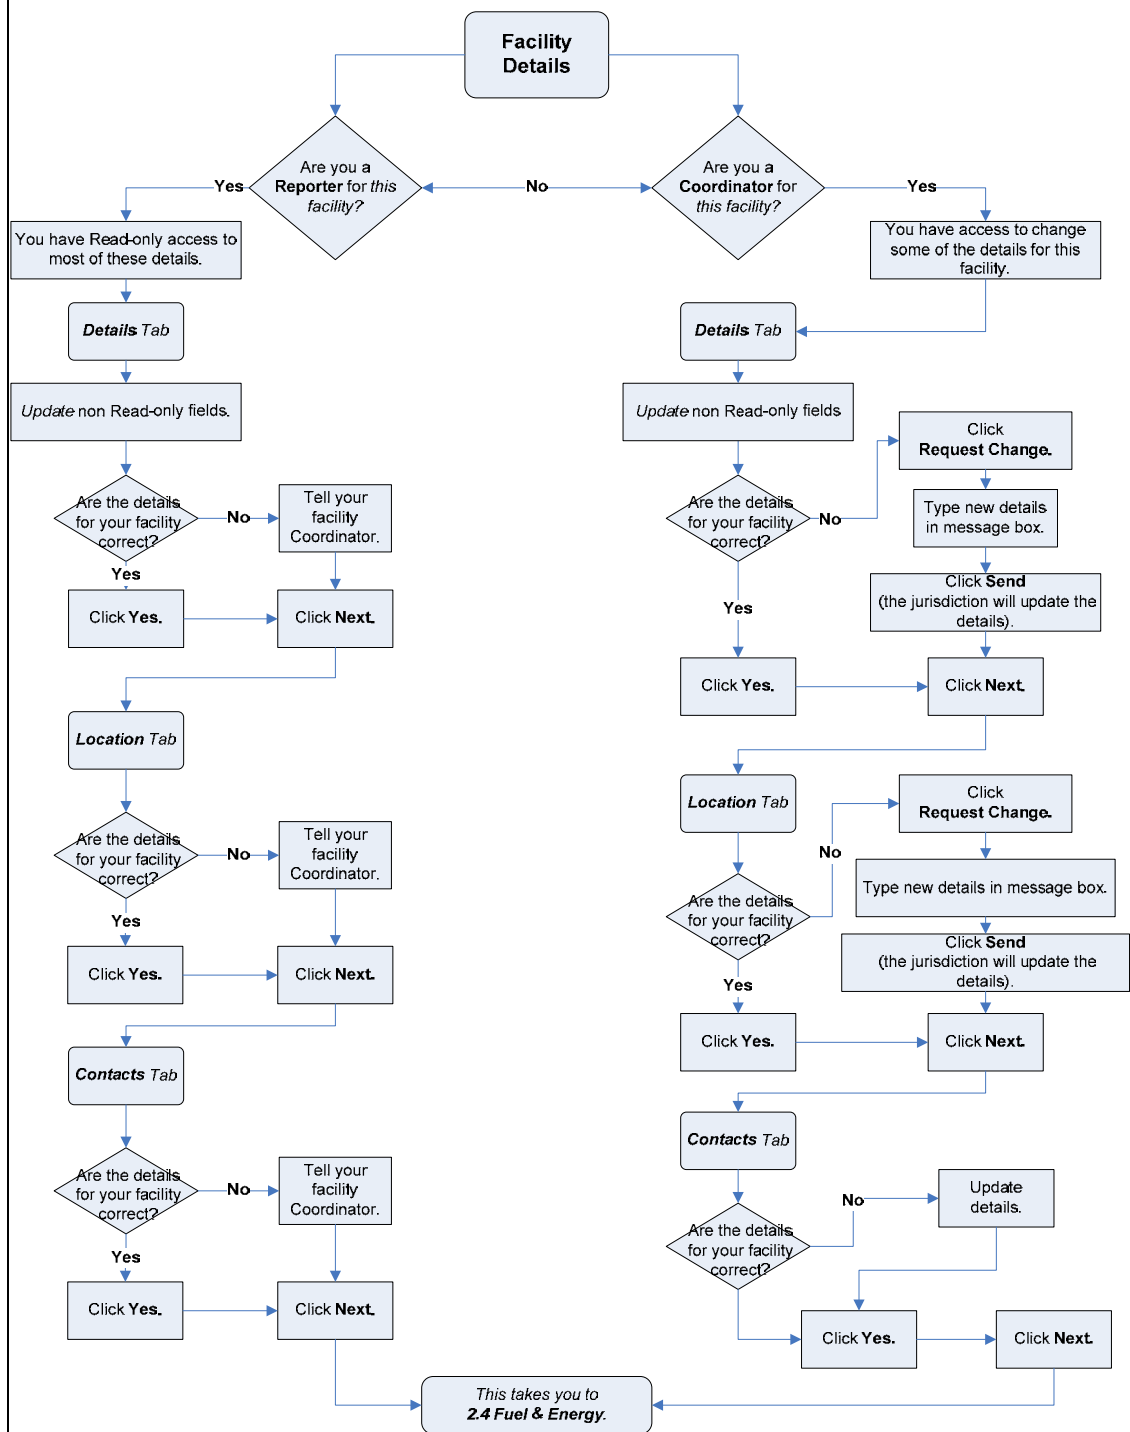 Facility
Details
Are you a
Reporter for this
facility?
No
Are you a
Coordinator for
this facility?
Yes
Yes
You have Read-only access to
most of these details.
You have access to change
some of the details for this
facility.
Details Tab
Update non Read-only fields.
Are the details
for your facility
correct?
No
Tell your
facility
Coordinator.
Yes
Click Yes.
Click Next.
Location Tab
Are the details
for your facility
correct?
No
Tell your
facility
Coordinator.
Yes
Click Yes.
Click Next.
Contacts Tab
Are the details
for your facility
correct?
No
Tell your
facility
Coordinator.
Yes
Click Yes.
Click Next.
Details Tab
Update non Read-only fields
Are the details
for your facility
correct?
No
Click
Request Change.
Type new details
in message box.
Click Send
(the jurisdiction will update the
details).
Yes
Click Yes.
Click Next.
Location Tab
Are the details
for your facility
correct?
No
Click
Request Change.
Type new details in message box.
Click Send
(the jurisdiction will update the
details).
Yes
Click Yes.
Click Next.
Contacts Tab
Are the details
for your facility
correct?
No
Update
details.
Click Yes.
Click Next.
This takes you to
2.4 Fuel & Energy.